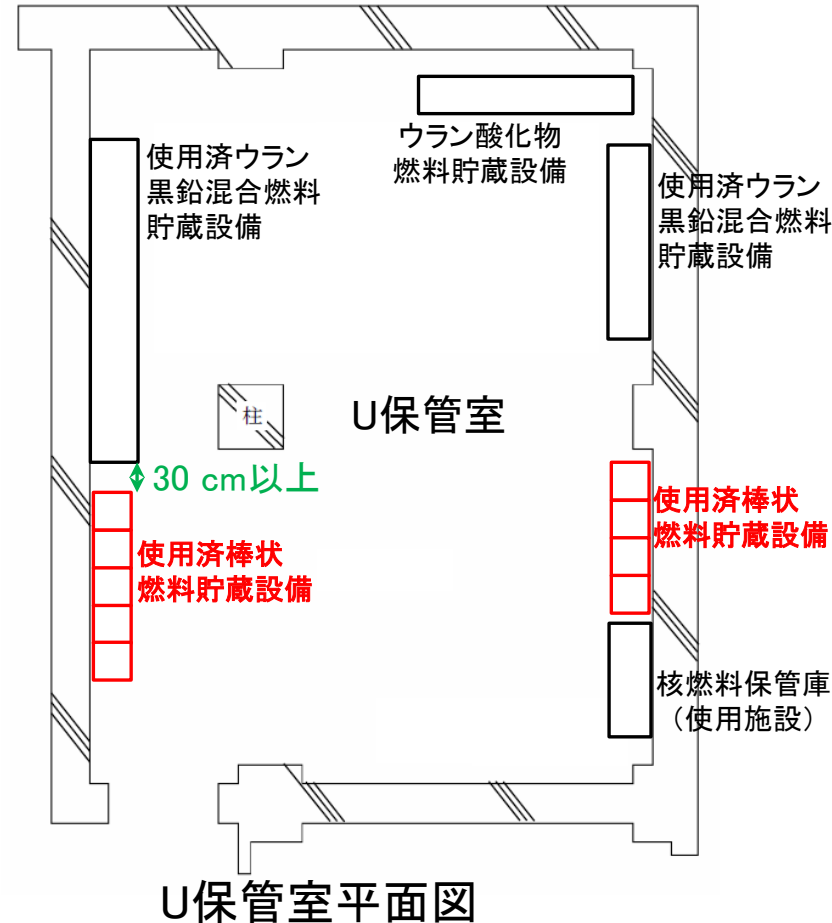 ウラン酸化物
燃料貯蔵設備
使用済ウラン
黒鉛混合燃料
貯蔵設備
使用済ウラン
黒鉛混合燃料
貯蔵設備
柱
U保管室
30 cm以上
使用済棒状
燃料貯蔵設備
使用済棒状
燃料貯蔵設備
核燃料保管庫
（使用施設）
U保管室平面図